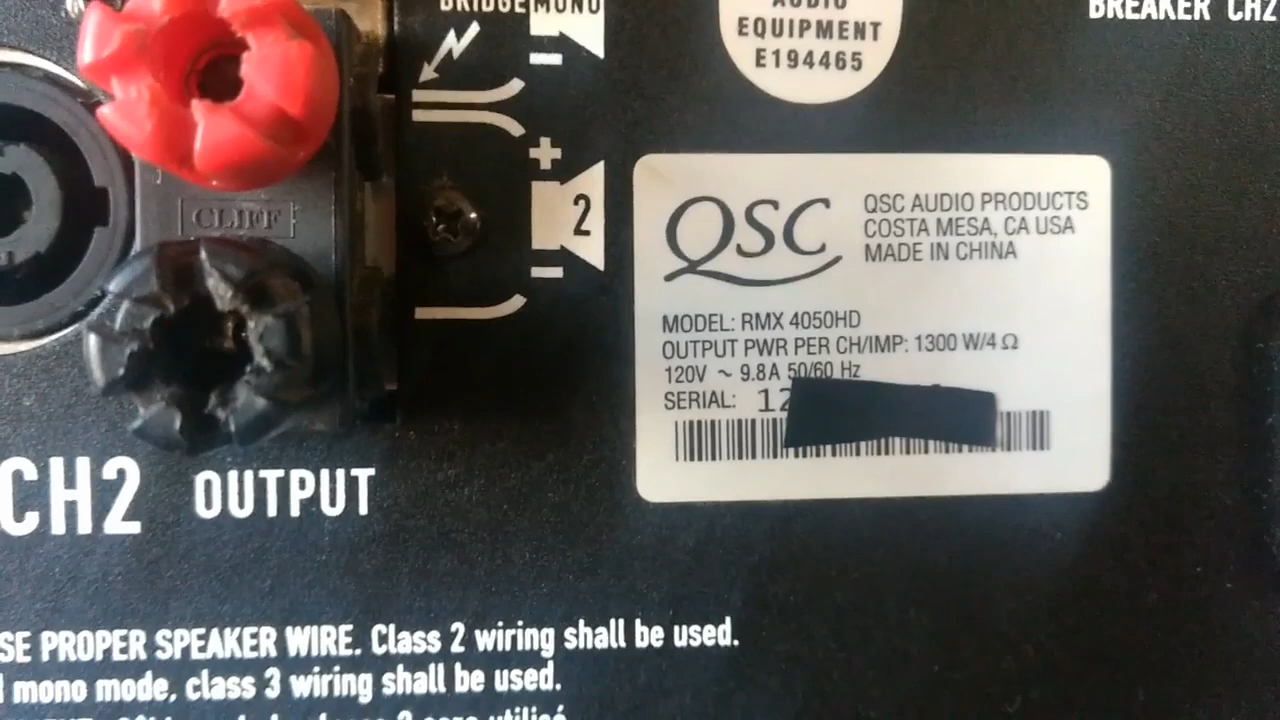 BRIDGE MONO
+
2
-
CLIFF
CH2 OUTPUT
AUDIO
EQUIPMENT
E194465
BREAKER CH2
QSC
QSC AUDIO PRODUCTS
COSTA MESA, CA USA
MADE IN CHINA
MODEL: RMX 4050HD
OUTPUT PWR PER CH/IMP: 1300 W/4 Ω
120V ~ 9.8A 50/60 Hz
SERIAL: 12
SE PROPER SPEAKER WIRE. Class 2 wiring shall be used.
mono mode, class 3 wiring shall be used.